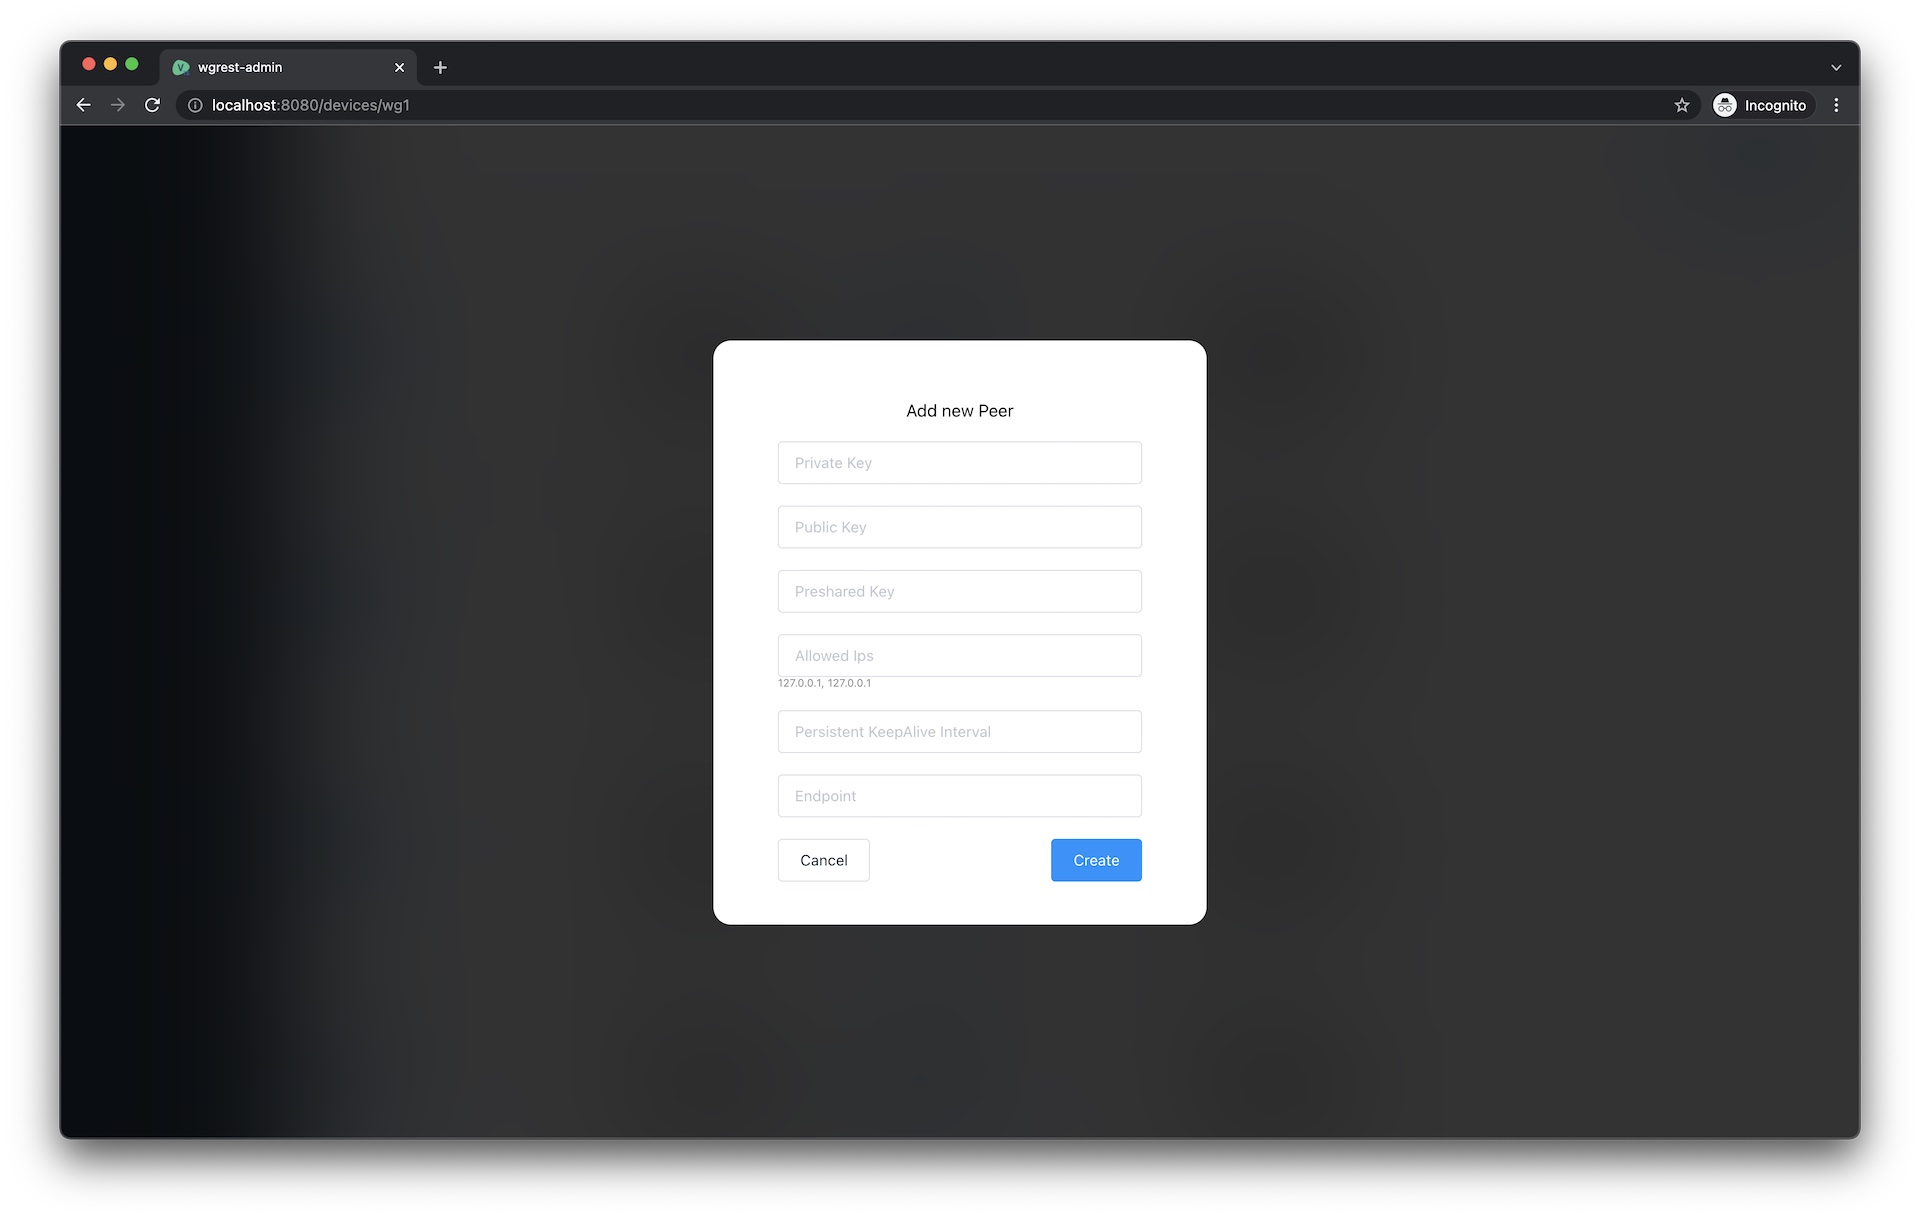 wgrest-admin
localhost:8080/devices/wg1
Incognito
Add new Peer
Private Key
Public Key
Preshared Key
Allowed Ips
127.0.0.1, 127.0.0.1
Persistent KeepAlive Interval
Endpoint
Cancel
Create